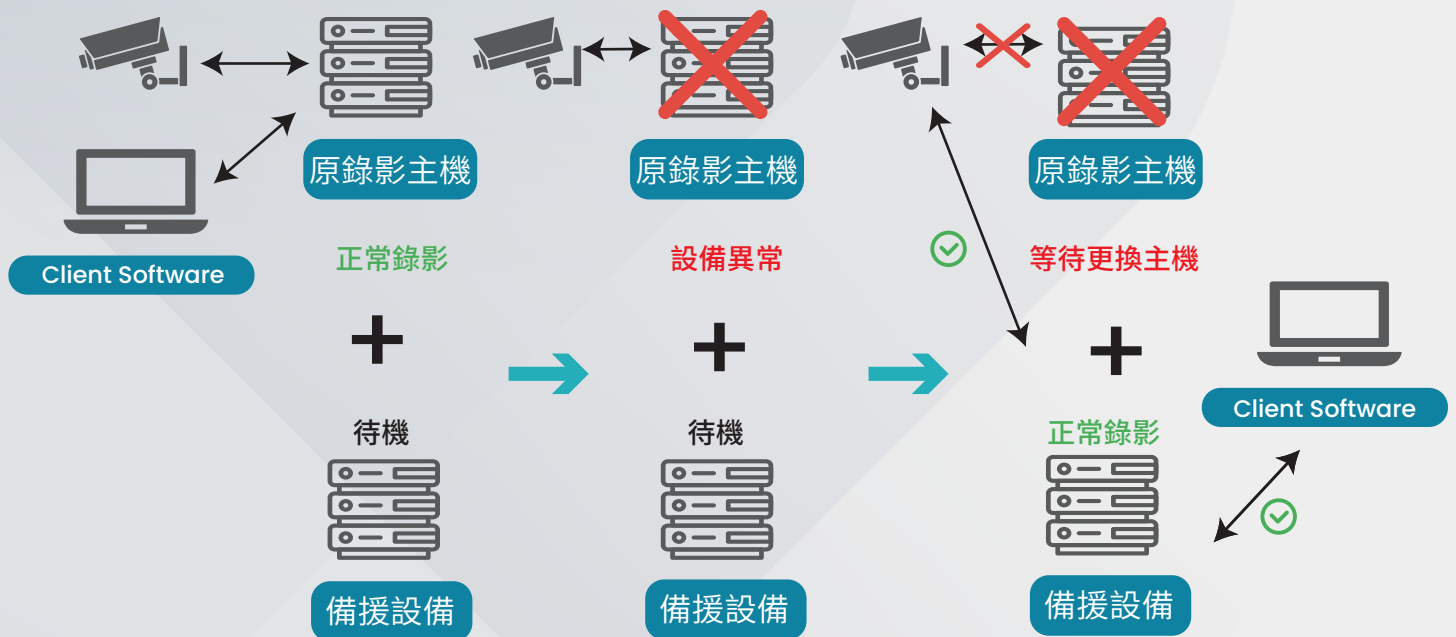 原錄影主機
正常錄影
Client Software
待機
備援設備
原錄影主機
設備異常
待機
備援設備
原錄影主機
等待更換主機
正常錄影
備援設備
Client Software